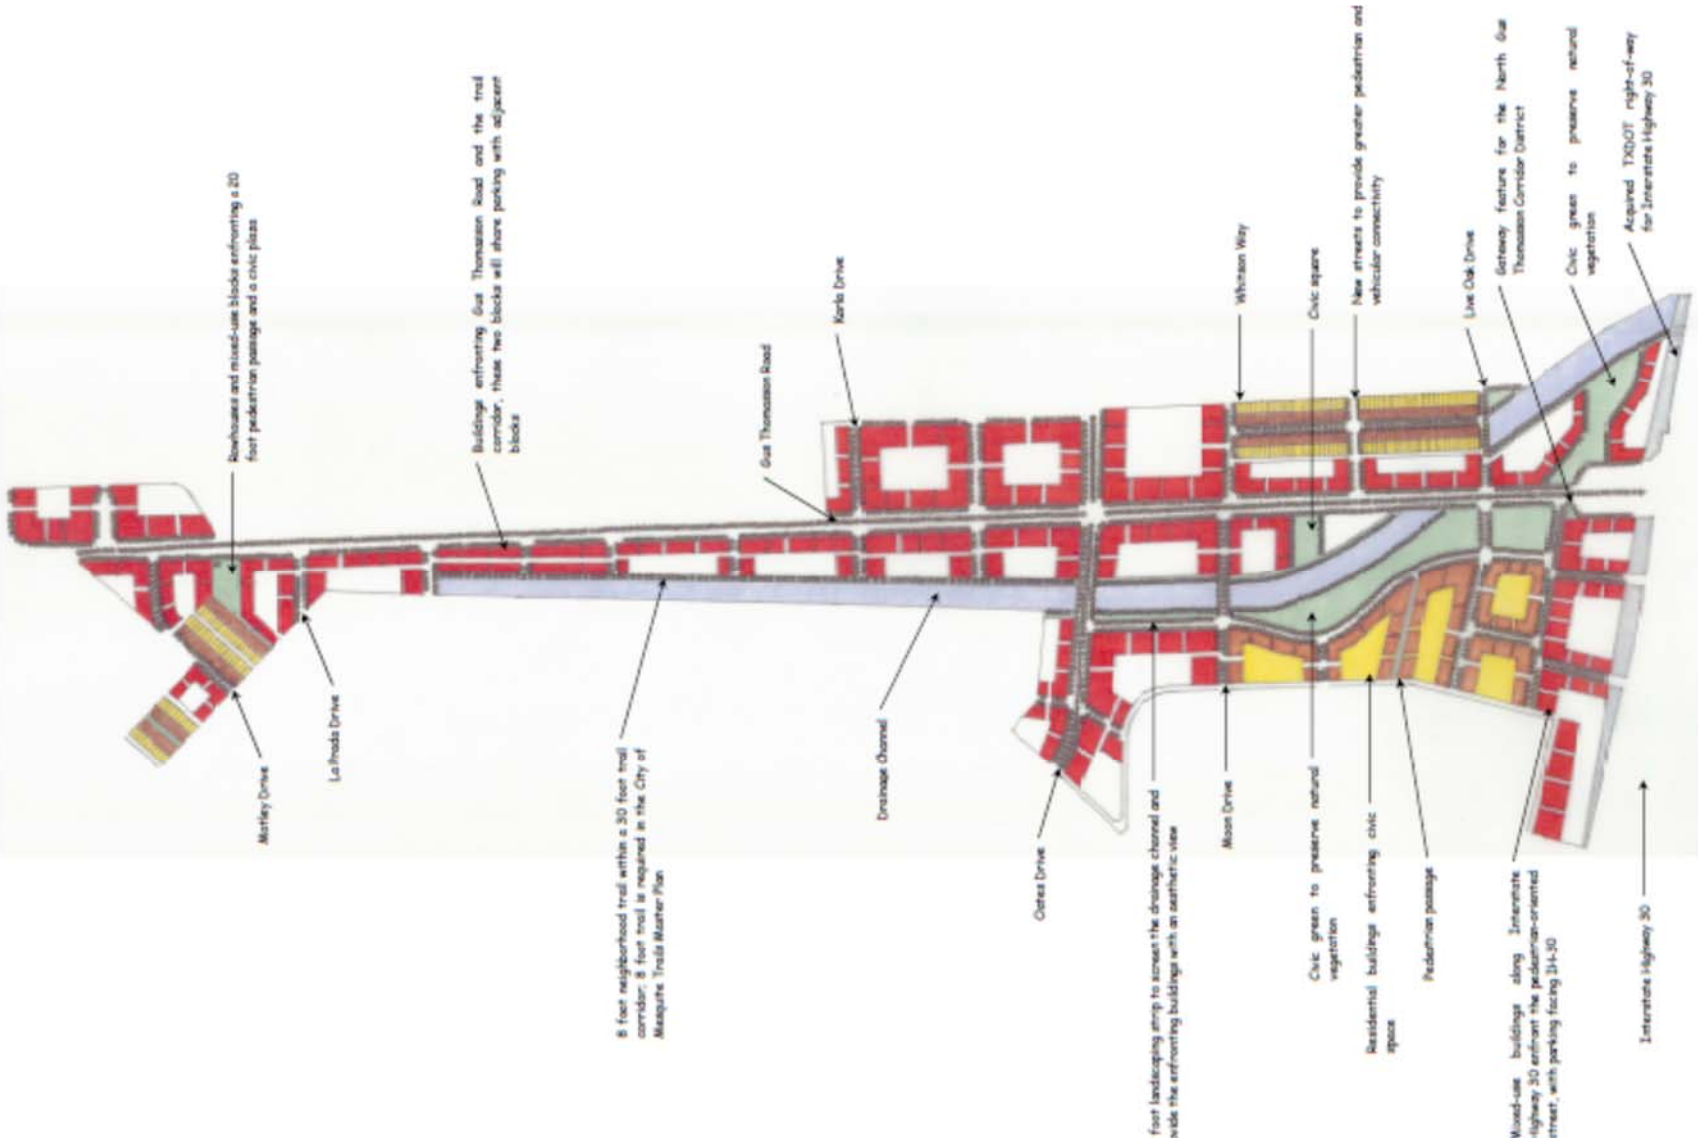 Rowhouses and mixed-use blocks enfronting a 20
foot pedestrian passage and a civic plaza
Buildings enfronting Gus Thomasson Road and the trail
corridor, these two blocks will share parking with adjacent
blocks
Gus Thomasson Road
Karla Drive
Whitson Way
Civic square
New streets to provide greater pedestrian and
vehicular connectivity
Live Oak Drive
Gateway feature for the North Gus
Thomasson Corridor District
Civic green to preserve natural
vegetation
Acquired TXDOT right-of-way
for Interstate Highway 30
Motley Drive
La Prada Drive
8 foot neighborhood trail within a 30 foot trail
corridor; 8 foot trail is required in the City of
Mesquite Trails Master Plan
Drainage Channel
Oates Drive
foot landscaping strip to screen the drainage channel and
vide the enfronting buildings with an aesthetic view
Moon Drive
Civic green to preserve natural
vegetation
Residential buildings enfronting civic
space
Pedestrian passage
Mixed-use buildings along Interstate
Highway 30 enfront the pedestrian-oriented
street, with parking facing IH-30
Interstate Highway 30